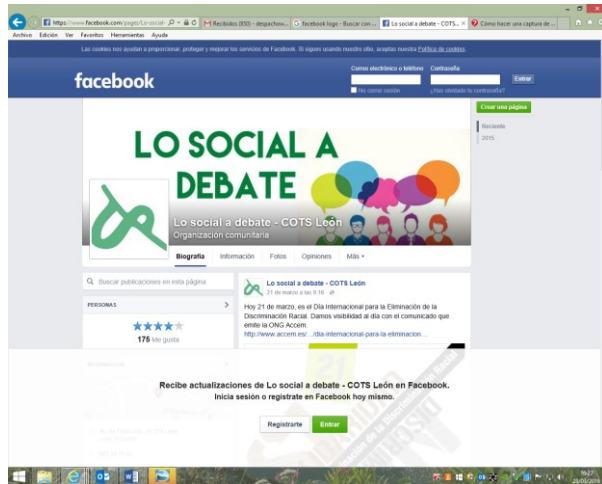 https://www.facebook.com/pages/Lo-social-
Recibidos (850) - despachow...
facebook logo - Buscar con ...
Lo social a debate - COTS...
Cómo hacer una captura de ...
Archivo Edición Ver Favoritos Herramientas Ayuda
Las cookies nos ayudan a proporcionar, proteger y mejorar los servicios de Facebook. Si sigues usando nuestro sitio, aceptas nuestra Política de cookies.
facebook
Correo electrónico o teléfono Contraseña
Entrar
No cerrar sesión ¿Has olvidado tu contraseña?
Crear una página
Reciente
2015
LO SOCIAL A
DEBATE
Lo social a debate - COTS León
Organización comunitaria
Biografía Información Fotos Opiniones Más
Buscar publicaciones en esta página
PERSONAS
175 Me gusta
Lo social a debate - COTS León
21 de marzo a las 9:16
Hoy 21 de marzo, es el Día Internacional para la Eliminación de la
Discriminación Racial. Damos visibilidad al día con el comunicado que
emite la ONG Accem.
http://www.accem.es/.../dia-internacional-para-la-eliminacion...
21
Recibe actualizaciones de Lo social a debate - COTS León en Facebook.
Inicia sesión o regístrate en Facebook hoy mismo.
Registrarte Entrar
16:27